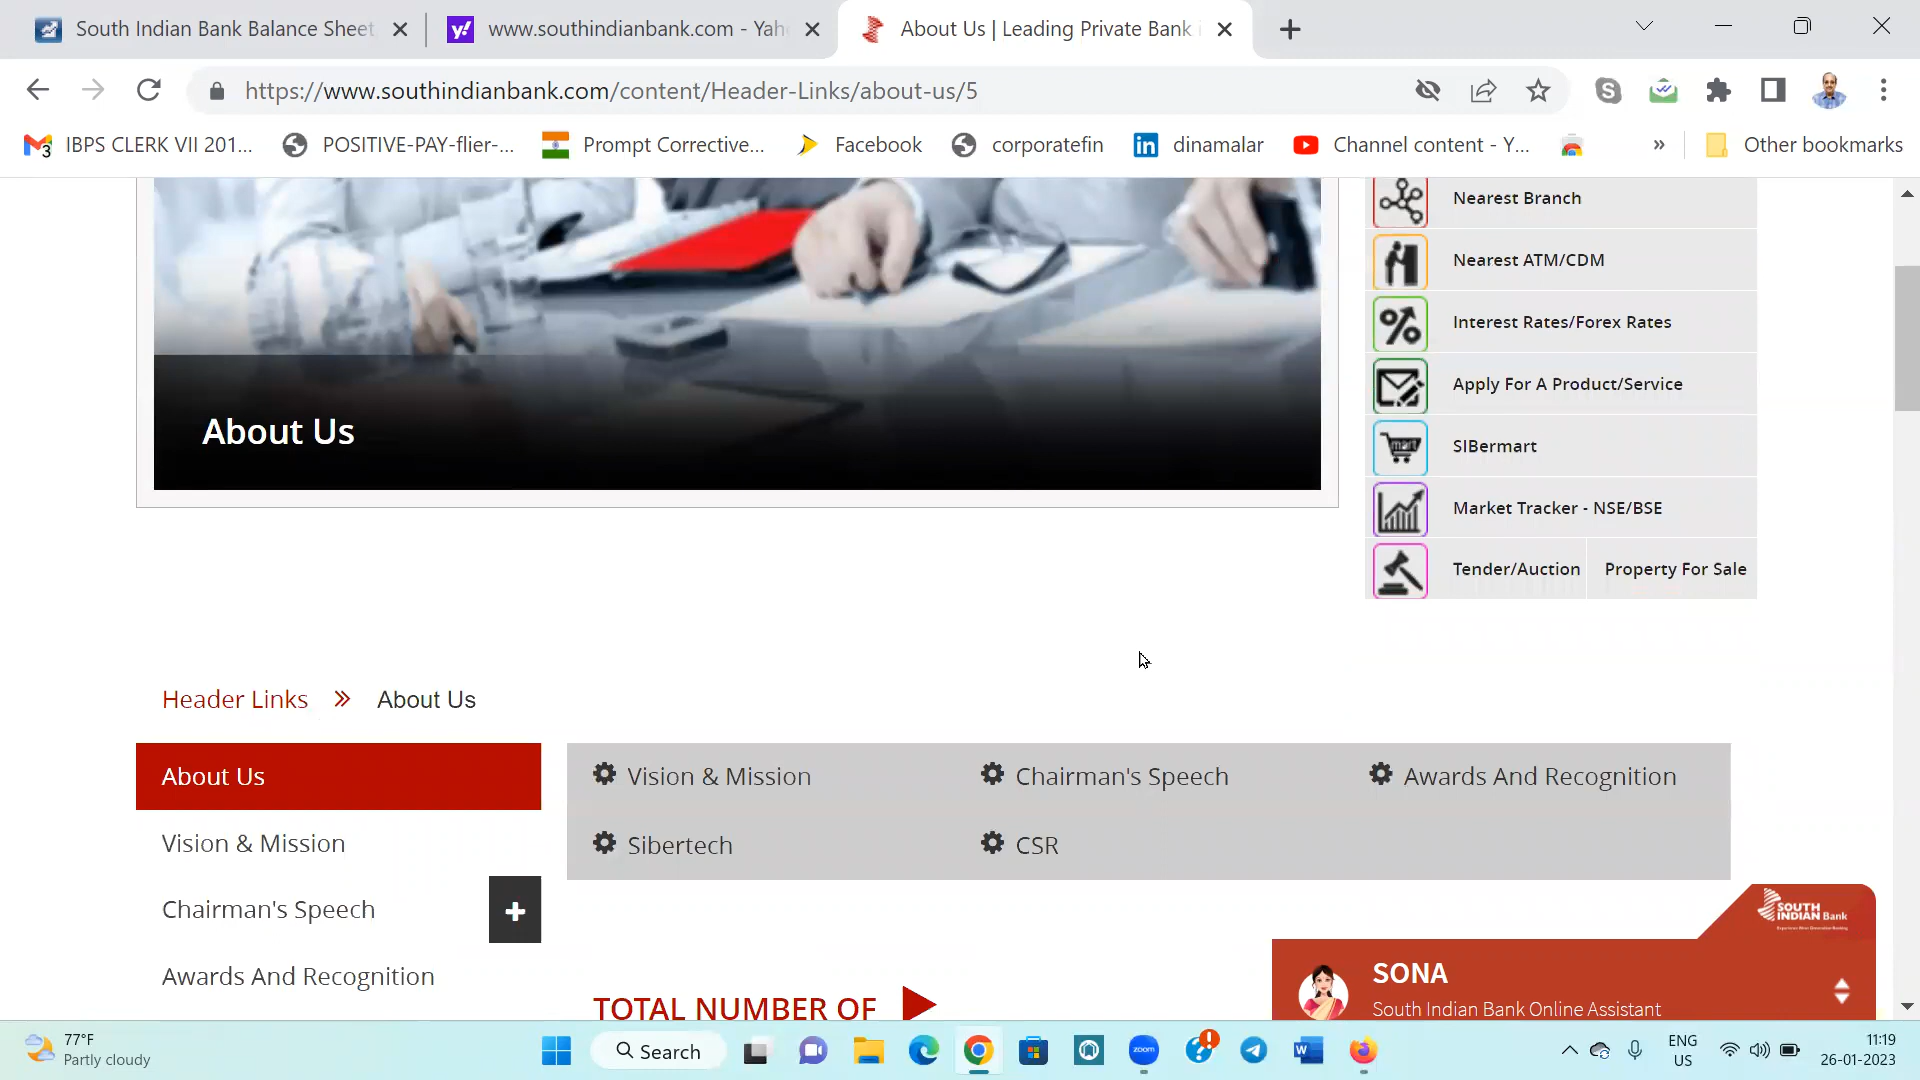 South Indian Bank Balance Sheet
www.southindianbank.com - Yah
About Us | Leading Private Bank i
https://www.southindianbank.com/content/Header-Links/about-us/5
3
IBPS CLERK VII 201...
POSITIVE-PAY-flier-...
Prompt Corrective...
Facebook
corporatefin
dinamalar
Channel content - Y...
»
Other bookmarks
Nearest Branch
Nearest ATM/CDM
Interest Rates/Forex Rates
Apply For A Product/Service
SIBermart
Market Tracker - NSE/BSE
Tender/Auction
Property For Sale
About Us
Header Links » About Us
About Us
Vision & Mission
Chairman's Speech
Awards And Recognition
Vision & Mission
Chairman's Speech
Awards And Recognition
Sibertech
CSR
TOTAL NUMBER OF
SOUTH
INDIAN Bank
SONA
South Indian Bank Online Assistant
77°F
Partly cloudy
Search
zoom
ENG
US
11:19
26-01-2023